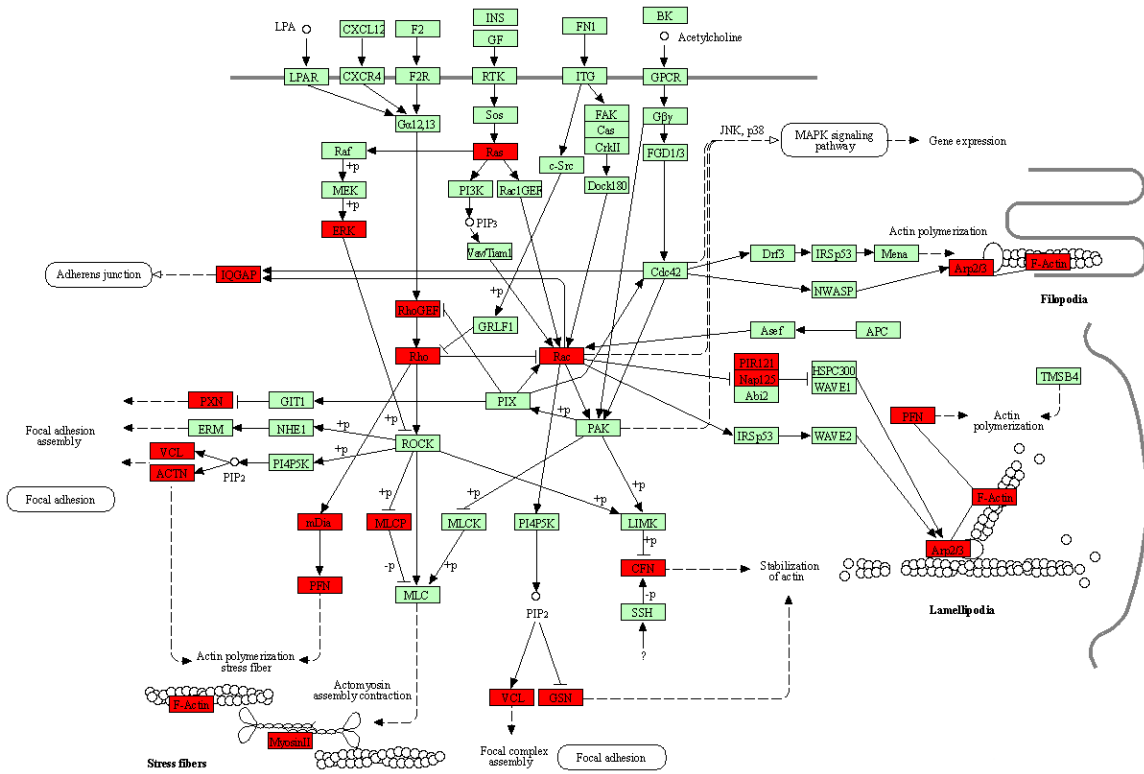 LPA
CXCL12
F2
INS
GF
FN1
BK
Acetylcholine
LPAR
CXCR4
F2R
RTK
ITG
GPCR
Gα12,13
Sos
FAK
Cas
CrkII
Gβγ
JNK, p38
MAPK signaling
pathway
Gene expression
Raf
Ras
c-Src
FGD1/3
+p
MEK
PI3K
Rac1GEF
Dock180
+p
ERK
PIP3
Vav/Tiam1
Actin polymerization
Adherens junction
IQGAP
Cdc42
Drf3
IRSp53
Mena
Arp2/3
F-Actin
+p
NWASP
Filopodia
RhoGEF
GRLF1
Asef
APC
Rho
Rac
PIR121
Nap125
Abi2
HSPC300
WAVE1
TMSB4
PXN
GIT1
PIX
+p
PAK
PFN
Actin
polymerization
Focal adhesion
assembly
ERM
NHE1
+p
ROCK
IRSp53
WAVE2
VCL
ACTN
PIP2
PI4P5K
+p
Focal adhesion
+p
+p
+p
+p
F-Actin
mDia
MLCP
MLCK
PI4P5K
LIMK
-p
+p
+p
Arp2/3
PFN
MLC
CFN
Stabilization
of actin
-p
PIP2
SSH
Lamellipodia
?
Actin polymerization
stress fiber
Actomyosin
assembly contraction
F-Actin
VCL
GSN
MyosinII
Stress fibers
Focal complex
assembly
Focal adhesion